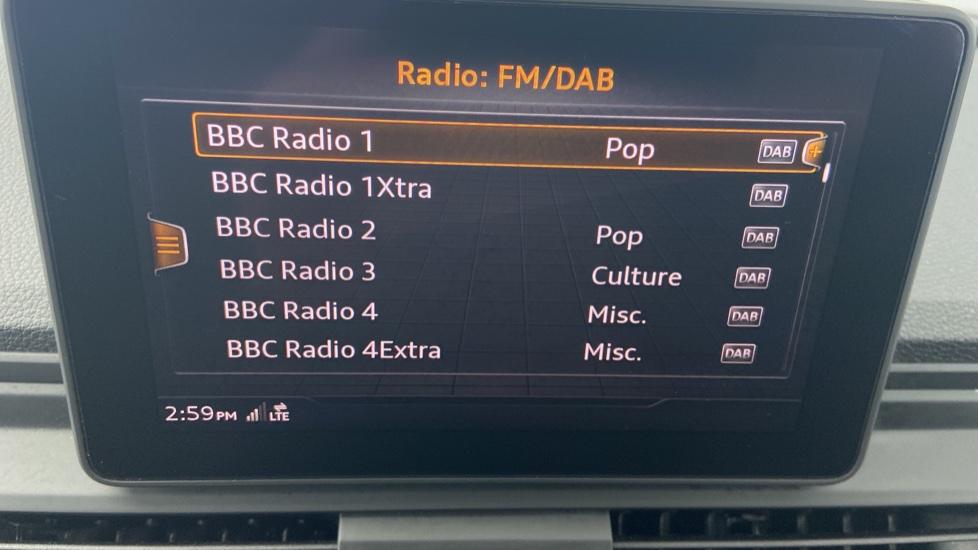 Radio: FM/DAB
BBC Radio 1 Pop DAB
BBC Radio 1Xtra DAB
BBC Radio 2 Pop DAB
BBC Radio 3 Culture DAB
BBC Radio 4 Misc. DAB
BBC Radio 4Extra Misc. DAB
2:59PM LTE